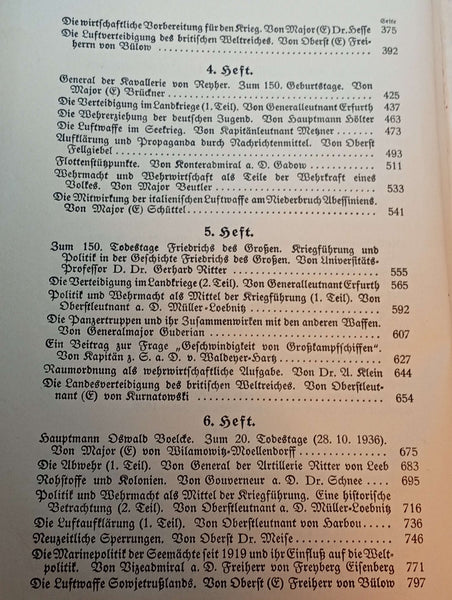 Seite
Die wirtschaftliche Vorbereitung für den Krieg. Von Major (E) Dr. Hesse 375
Die Luftverteidigung des britischen Weltreiches. Von Oberst (E) Frei-
herrn von Bülow 392
4. Heft.
General der Kavallerie von Reyher. Zum 150. Geburtstage. Von
Major (E) Brückner 425
Die Verteidigung im Landkriege (1. Teil). Von Generalleutnant Erfurth 437
Die Wehrerziehung der deutschen Jugend. Von Hauptmann Hölter 463
Die Luftwaffe im Seekrieg. Von Kapitänleutnant Metzner 473
Aufklärung und Propaganda durch Nachrichtenmittel. Von Oberst
Fellgiebel 493
Flottenstützpunkte. Von Konteradmiral a. D. Gadow 511
Wehrmacht und Wehrwirtschaft als Teile der Wehrkraft eines
Volkes. Von Major Beutler 533
Die Mitwirkung der italienischen Luftwaffe am Niederbruch Abessiniens.
Von Major (E) Schüttel 541
5. Heft.
Zum 150. Todestage Friedrichs des Großen. Kriegführung und
Politik in der Geschichte Friedrichs des Großen. Von Universitäts-
Professor D. Dr. Gerhard Ritter 555
Die Verteidigung im Landkriege (2. Teil). Von Generalleutnant Erfurth 565
Politik und Wehrmacht als Mittel der Kriegführung (1. Teil). Von
Oberstleutnant a. D. Müller-Loebnitz 592
Die Panzertruppen und ihr Zusammenwirken mit den anderen Waffen.
Von Generalmajor Guderian 607
Ein Beitrag zur Frage „Geschwindigkeit von Großkampfschiffen“.
Von Kapitän z. S. a. D. v. Waldeyer-Hartz 627
Raumordnung als wehrwirtschaftliche Aufgabe. Von Dr. A. Klein 644
Die Landesverteidigung des britischen Weltreiches. Von Oberstleut-
nant (E) von Kurnatowski 654
6. Heft.
Hauptmann Oswald Boelcke. Zum 20. Todestage (28. 10. 1936).
Von Major (E) von Wilamowitz-Moellendorff 675
Die Abwehr (1. Teil). Von General der Artillerie Ritter von Leeb 683
Rohstoffe und Kolonien. Von Gouverneur a. D. Dr. Schnee 695
Politik und Wehrmacht als Mittel der Kriegführung. Eine historische
Betrachtung (2. Teil). Von Oberstleutnant a. D. Müller-Loebnitz 716
Die Luftaufklärung (1. Teil). Von Oberstleutnant von Harbou 736
Neuzeitliche Sperrungen. Von Oberst Dr. Meise 746
Die Marinepolitik der Seemächte seit 1919 und ihr Einfluß auf die Welt-
politik. Von Vizeadmiral a. D. Freiherr von Freyberg Eisenberg 771
Die Luftwaffe Sowjetrußlands. Von Oberst (E) Freiherr von Bülow 797